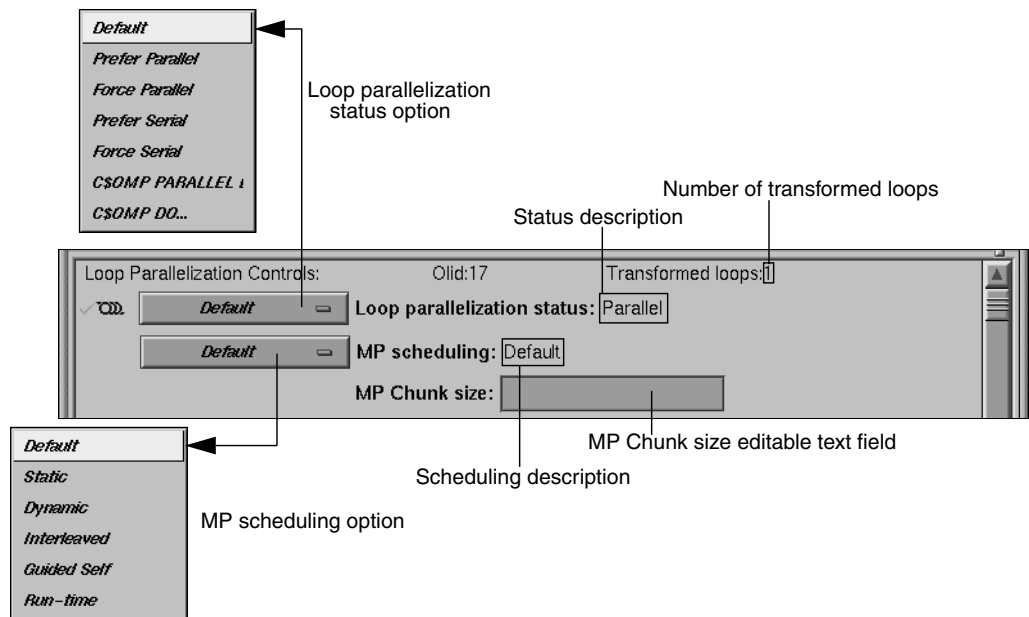 Default
Prefer Parallel
Force Parallel
Prefer Serial
Force Serial
C$OMP PARALLEL
C$OMP DO...
Loop parallelization
status option
Number of transformed loops
Status description
Loop Parallelization Controls: Olid:17 Transformed loops:1
Default Loop parallelization status: Parallel
Default MP scheduling: Default
MP Chunk size:
MP Chunk size editable text field
Scheduling description
Default
Static
Dynamic
Interleaved
Guided Self
Run-time
MP scheduling option